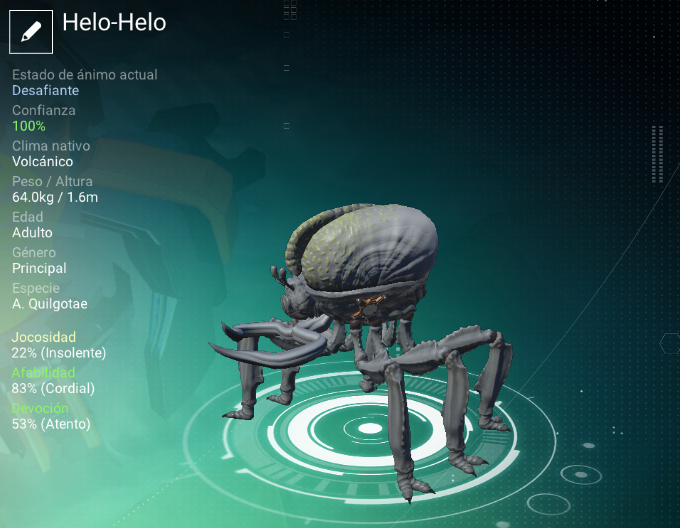 Helo-Helo
Estado de ánimo actual
Desafiante
Confianza
100%
Clima nativo
Volcánico
Peso / Altura
64.0kg / 1.6m
Edad
Adulto
Género
Principal
Especie
A. Quilgotae
Jocosidad
22% (Insolente)
Afabilidad
83% (Cordial)
Devoción
53% (Atento)